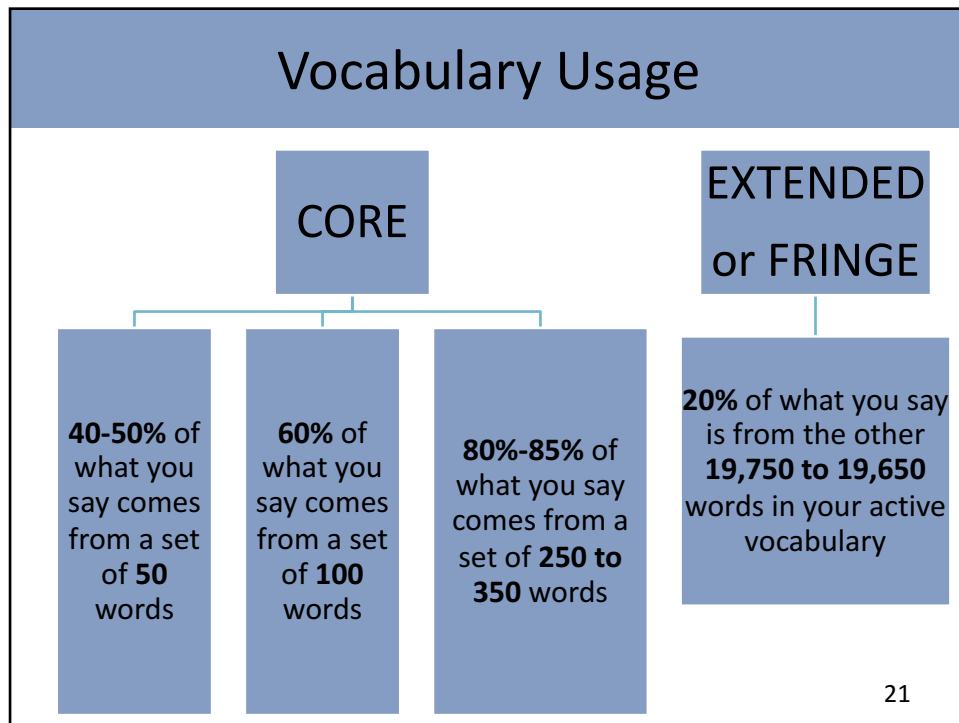 Vocabulary Usage
CORE
40-50% of
what you
say comes
from a set
of 50
words
60% of
what you
say comes
from a set
of 100
words
80%-85% of
what you say
comes from a
set of 250 to
350 words
EXTENDED
or FRINGE
20% of what you say
is from the other
19,750 to 19,650
words in your active
vocabulary
21